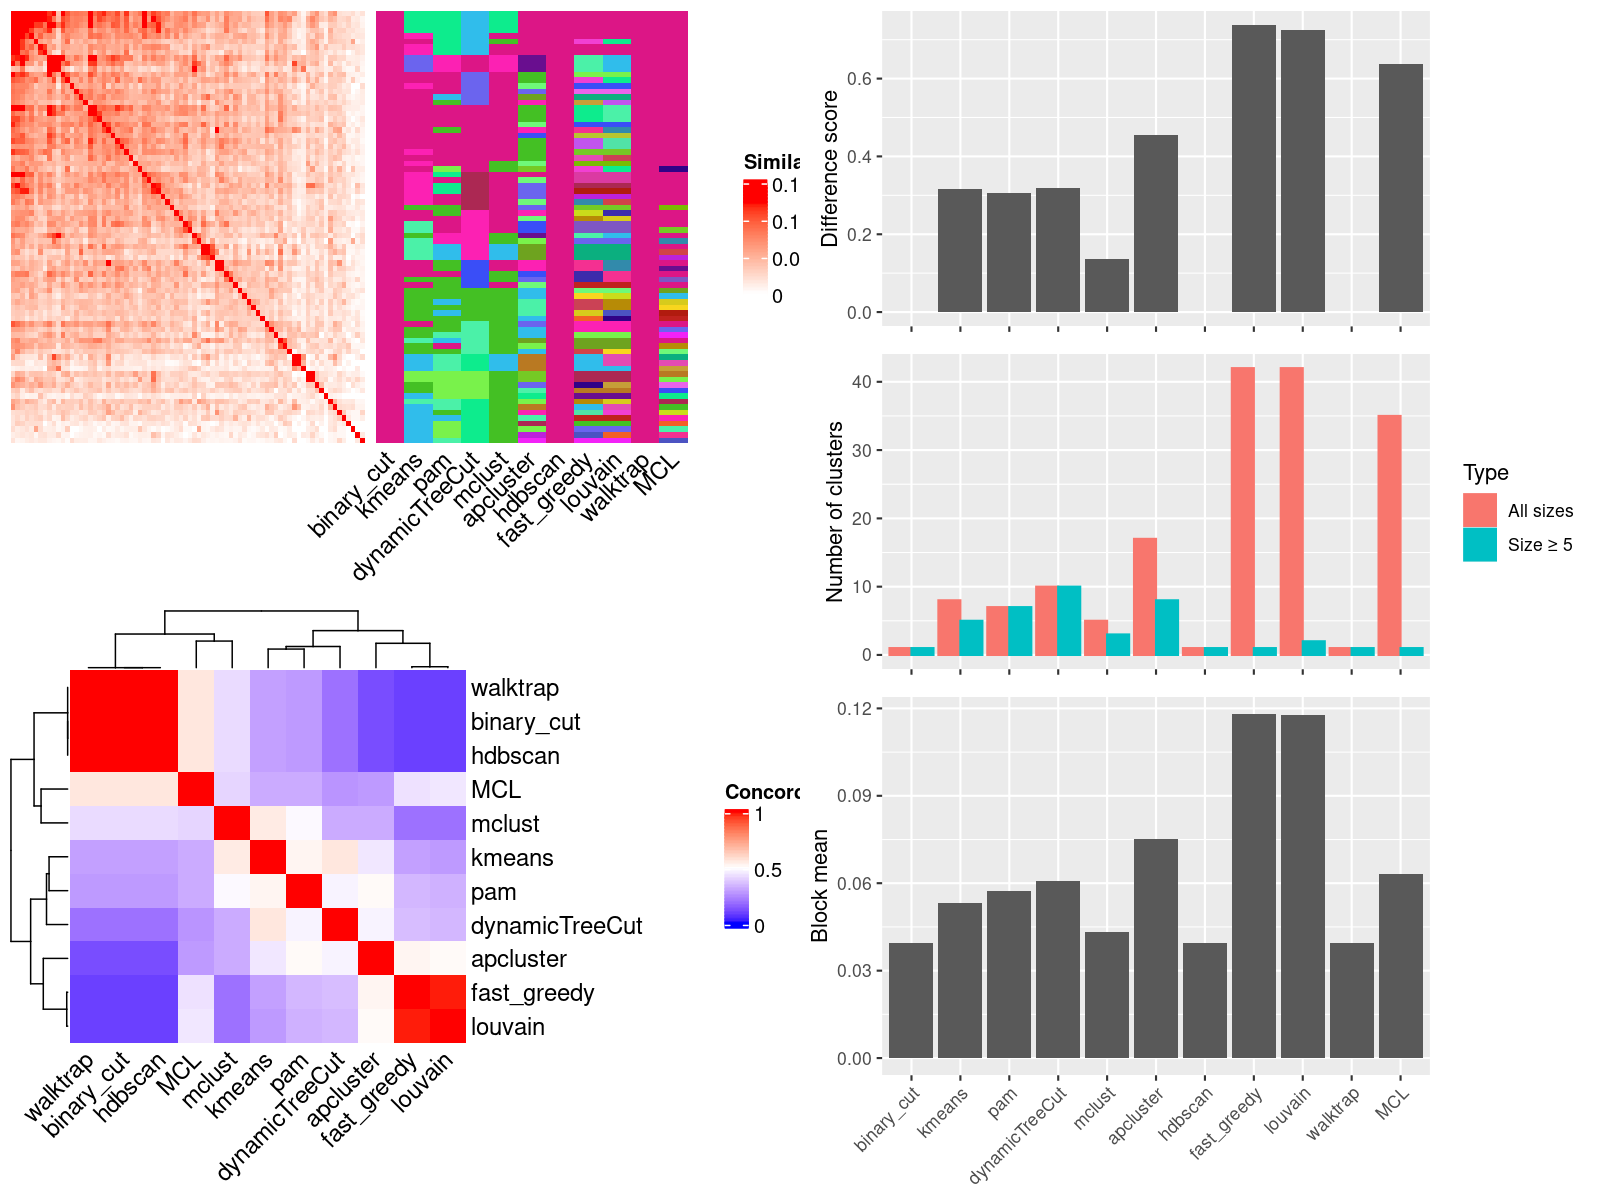 Simila
0.1
0.1
0.0
0
binary_cut
kmeans
pam
dynamicTreeCut
mclust
apcluster
hdbscan
fast_greedy
louvain
walktrap
MCL
walktrap
binary_cut
hdbscan
MCL
mclust
kmeans
pam
dynamicTreeCut
apcluster
fast_greedy
louvain
walktrap
binary_cut
hdbscan
MCL
mclust
kmeans
pam
dynamicTreeCut
apcluster
fast_greedy
louvain
Concord
1
0.5
0
Difference score
0.6
0.4
0.2
0.0
Number of clusters
40
30
20
10
0
Type
All sizes
Size ≥ 5
Block mean
0.12
0.09
0.06
0.03
0.00
binary_cut
kmeans
pam
dynamicTreeCut
mclust
apcluster
hdbscan
fast_greedy
louvain
walktrap
MCL